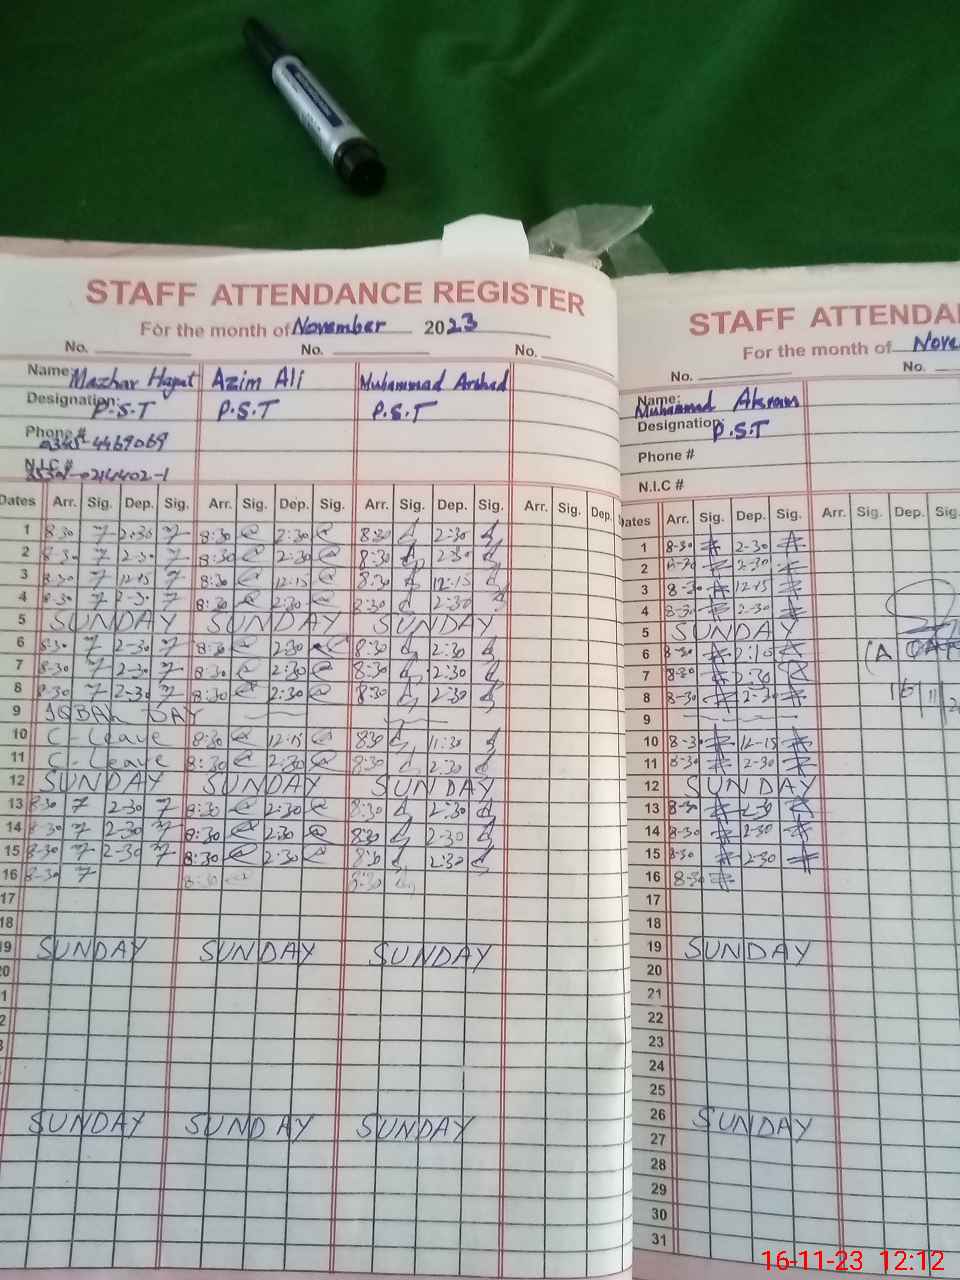 STAFF ATTENDANCE REGISTER
For the month of November 2023
No. No. No.
Name: Mazhar Hayat Azim Ali Muhammad Arshad
Designation: P.S.T P.S.T P.S.T
Phone # 0345-4469069
N.I.C #
Dates Arr. Sig. Dep. Sig. Arr. Sig. Dep. Sig. Arr. Sig. Dep. Sig. Arr. Sig. Dep.
1 8-30 2-30 8:30 2:30 8:30 2:30
2 8-30 2-30 8:30 2:30 8:30 2:30
3 8-30 12-15 8:30 12:15 8:30 12:15
4 8-30 2-30 8:30 2:30 8:30 2:30
5 SUNDAY SUNDAY SUNDAY
6 8-30 2-30 8:30 2:30 8:30 2:30
7 8-30 2-30 8:30 2:30 8:30 2:30
8 8-30 2-30 8:30 2:30 8:30 2:30
9 IQBAL DAY
10 C-Leave 8:30 12:15 8:30 11:30
11 C-Leave 8:30 2:30 8:30 2:30
12 SUNDAY SUNDAY SUNDAY
13 8-30 2-30 8:30 2:30 8:30 2:30
14 8-30 2-30 8:30 2:30 8:30 2-30
15 8-30 2-30 8:30 2:30 8:30 2:30
16 8-30 8:30 8:30
17
18
19 SUNDAY SUNDAY SUNDAY
20
1
2
3
SUNDAY SUNDAY SUNDAY
STAFF ATTENDA
For the month of Nove
No. No.
Name: Muhammad Akram
Designation: P.S.T
Phone #
N.I.C #
Dates Arr. Sig. Dep. Sig. Arr. Sig. Dep. Sig.
1 8-30 2-30
2 8-30 2-30
3 8-30 12-15
4 8-30 2-30
5 SUNDAY
6 8-30 2:15
7 8-30 2-30
8 8-30 2-30
9
10 8-30 12-15
11 8-30 2-30
12 SUNDAY
13 8-30 2-30
14 8-30 2-30
15 8-30 2-30
16 8-30
17
18
19 SUNDAY
20
21
22
23
24
25
26 SUNDAY
27
28
29
30
31
16-11-23 12:12